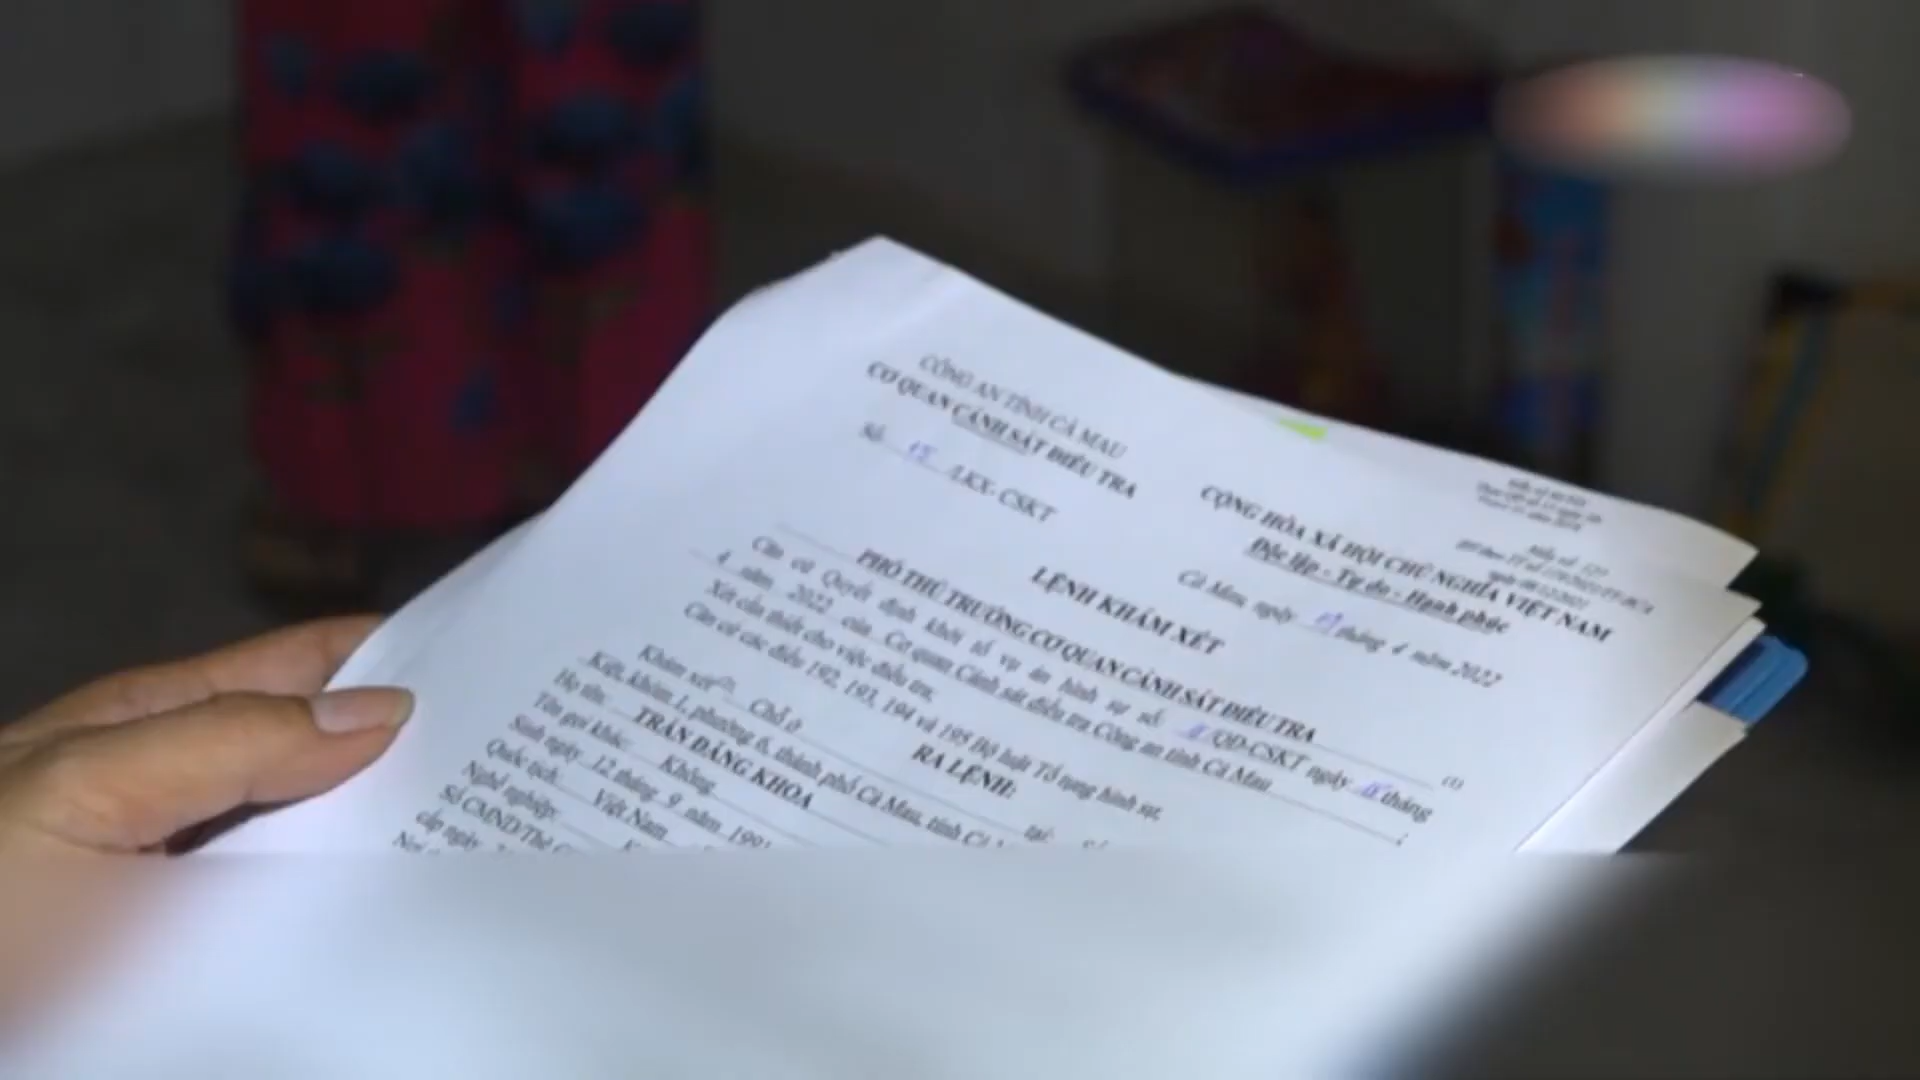 CÔNG AN TỈNH CÀ MAU
CƠ QUAN CẢNH SÁT ĐIỀU TRA
Số: /LKX- CSKT
CỘNG HÒA XÃ HỘI CHỦ NGHĨA VIỆT NAM
Độc lập - Tự do - Hạnh phúc
Cà Mau, ngày tháng 4 năm 2022
LỆNH KHÁM XÉT
PHÓ THỦ TRƯỞNG CƠ QUAN CẢNH SÁT ĐIỀU TRA
Căn cứ Quyết định khởi tố vụ án hình sự số: /QĐ-CSKT ngày tháng
4 năm 2022 của Cơ quan Cảnh sát điều tra Công an tỉnh Cà Mau ;
Xét cần thiết cho việc điều tra,
Căn cứ các điều 192, 193, 194 và 195 Bộ luật Tố tụng hình sự,
RA LỆNH:
Khám xét Chỗ ở tại:
Kiệt, khóm 1, phường 6, thành phố Cà Mau, tỉnh
Họ tên: TRẦN ĐĂNG KHOA
Tên gọi khác: Không
Sinh ngày 12 tháng 9 năm
Quốc tịch: Việt Nam
Nghề nghiệp:
Số CMND/Thẻ
cấp ngày